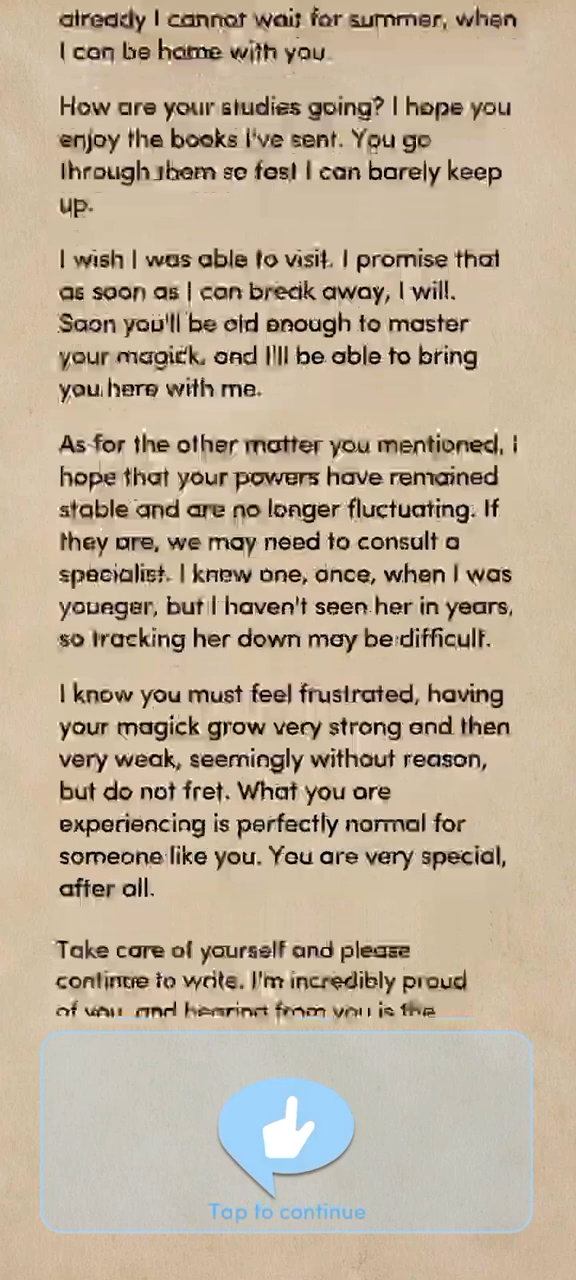 already I cannot wait for summer, when
I can be home with you.
How are your studies going? I hope you
enjoy the books I've sent. You go
through them so fast I can barely keep
up.
I wish I was able to visit. I promise that
as soon as I can break away, I will.
Soon you'll be old enough to master
your magick, and I'll be able to bring
you here with me.
As for the other matter you mentioned, I
hope that your powers have remained
stable and are no longer fluctuating. If
they are, we may need to consult a
specialist. I knew one, once, when I was
younger, but I haven't seen her in years,
so tracking her down may be difficult.
I know you must feel frustrated, having
your magick grow very strong and then
very weak, seemingly without reason,
but do not fret. What you are
experiencing is perfectly normal for
someone like you. You are very special,
after all.
Take care of yourself and please
continue to write. I'm incredibly proud
of you, and hearing from you is the
Tap to continue